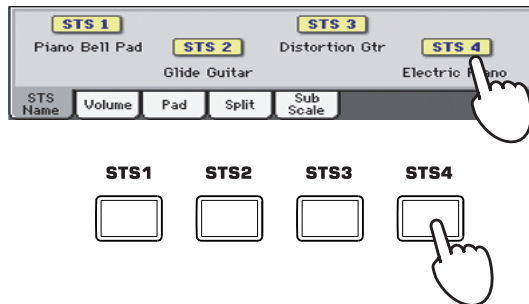 STS 1
STS 3
Piano Bell Pad
STS 2
Distortion Gtr
STS 4
Glide Guitar
Electric Piano
STS Name
Volume
Pad
Split
Sub Scale
STS1
STS2
STS3
STS4